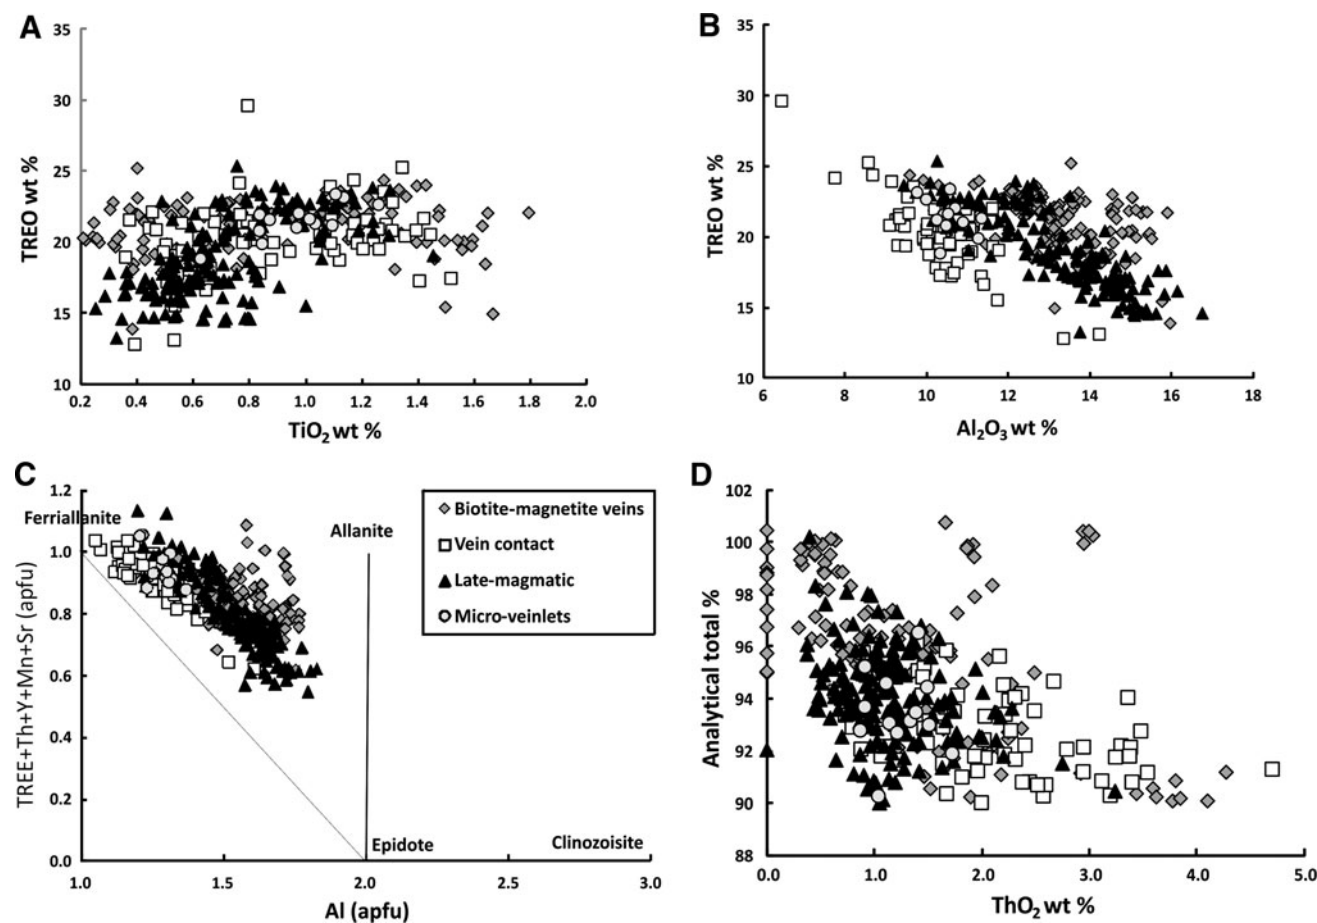 A
TREO wt %
35
30
25
20
15
10
0.2 0.4 0.6 0.8 1.0 1.2 1.4 1.6 1.8 2.0
TiO2 wt %
B
TREO wt %
35
30
25
20
15
10
6 8 10 12 14 16 18
Al2O3 wt %
C
TREE+Th+Y+Mn+Sr (apfu)
1.2
1.0
0.8
0.6
0.4
0.2
0.0
Ferriallanite
Allanite
Epidote
Clinozoisite
1.0 1.5 2.0 2.5 3.0
Al (apfu)
Biotite-magnetite veins
Vein contact
Late-magmatic
Micro-veinlets
D
Analytical total %
102
100
98
96
94
92
90
88
0.0 1.0 2.0 3.0 4.0 5.0
ThO2 wt %